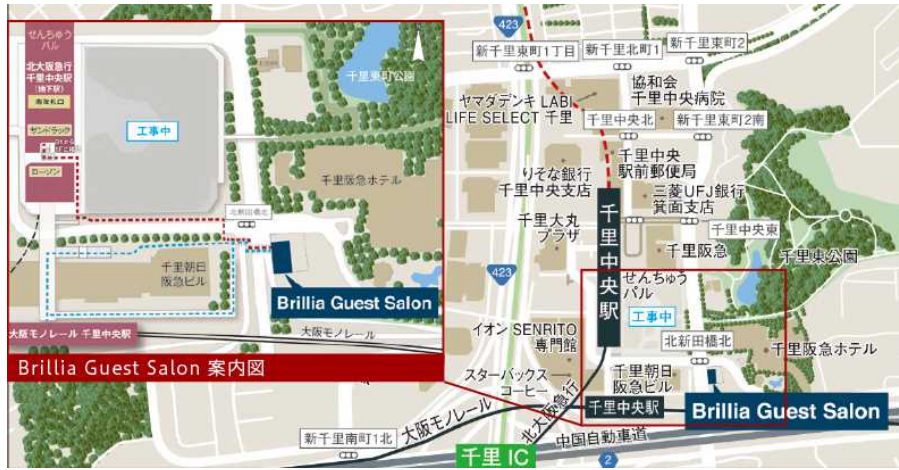 せんちゅう
パル
北大阪急行
千里中央駅
(地下駅)
南改札口
サンドラッグ
ローソン
工事中
千里東町公園
千里阪急ホテル
北新田橋北
千里朝日
阪急ビル
Brillia Guest Salon
大阪モノレール 千里中央駅
大阪モノレール
Brillia Guest Salon 案内図
423
新千里東町1丁目
新千里北町1
新千里東町2
ヤマダデンキ LABI
LIFE SELECT 千里
協和会
千里中央病院
千里中央北
新千里東町2南
りそな銀行
千里中央支店
千里中央
駅前郵便局
三菱UFJ銀行
箕面支店
千里大丸
プラザ
千里中央駅
千里中央東
千里阪急
千里東公園
423
せんちゅう
パル
工事中
イオン SENRITO
専門館
北新田橋北
千里阪急ホテル
スターバックス
コーヒー
千里朝日
阪急ビル
千里中央駅
Brillia Guest Salon
大阪モノレール
北大阪急行
新千里南町1北
千里 IC
中国自動車道
2